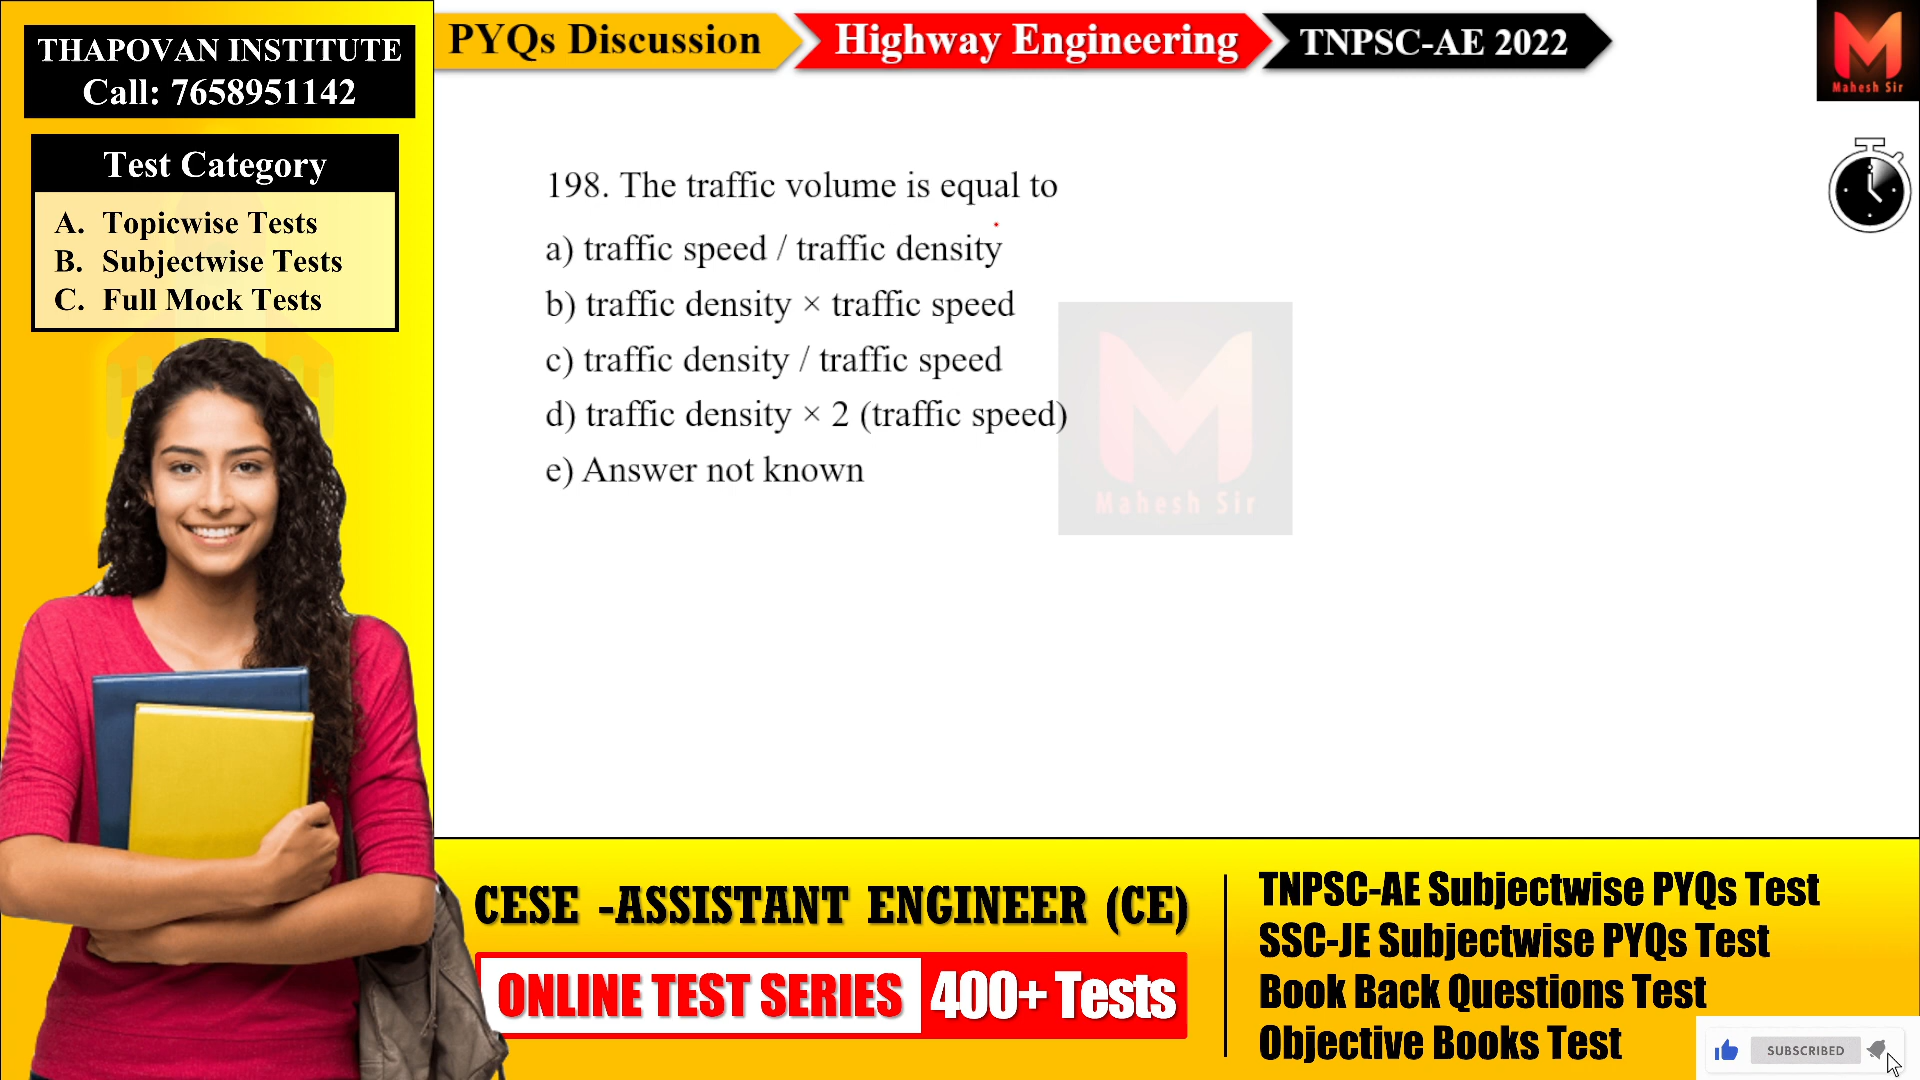 THAPOVAN INSTITUTE
Call: 7658951142
Test Category
A. Topicwise Tests
B. Subjectwise Tests
C. Full Mock Tests
PYQs Discussion
Highway Engineering
TNPSC-AE 2022
Mahesh Sir
198. The traffic volume is equal to
a) traffic speed / traffic density
b) traffic density × traffic speed
c) traffic density / traffic speed
d) traffic density × 2 (traffic speed)
e) Answer not known
Mahesh Sir
CESE -ASSISTANT ENGINEER (CE)
ONLINE TEST SERIES 400+ Tests
TNPSC-AE Subjectwise PYQs Test
SSC-JE Subjectwise PYQs Test
Book Back Questions Test
Objective Books Test
SUBSCRIBED